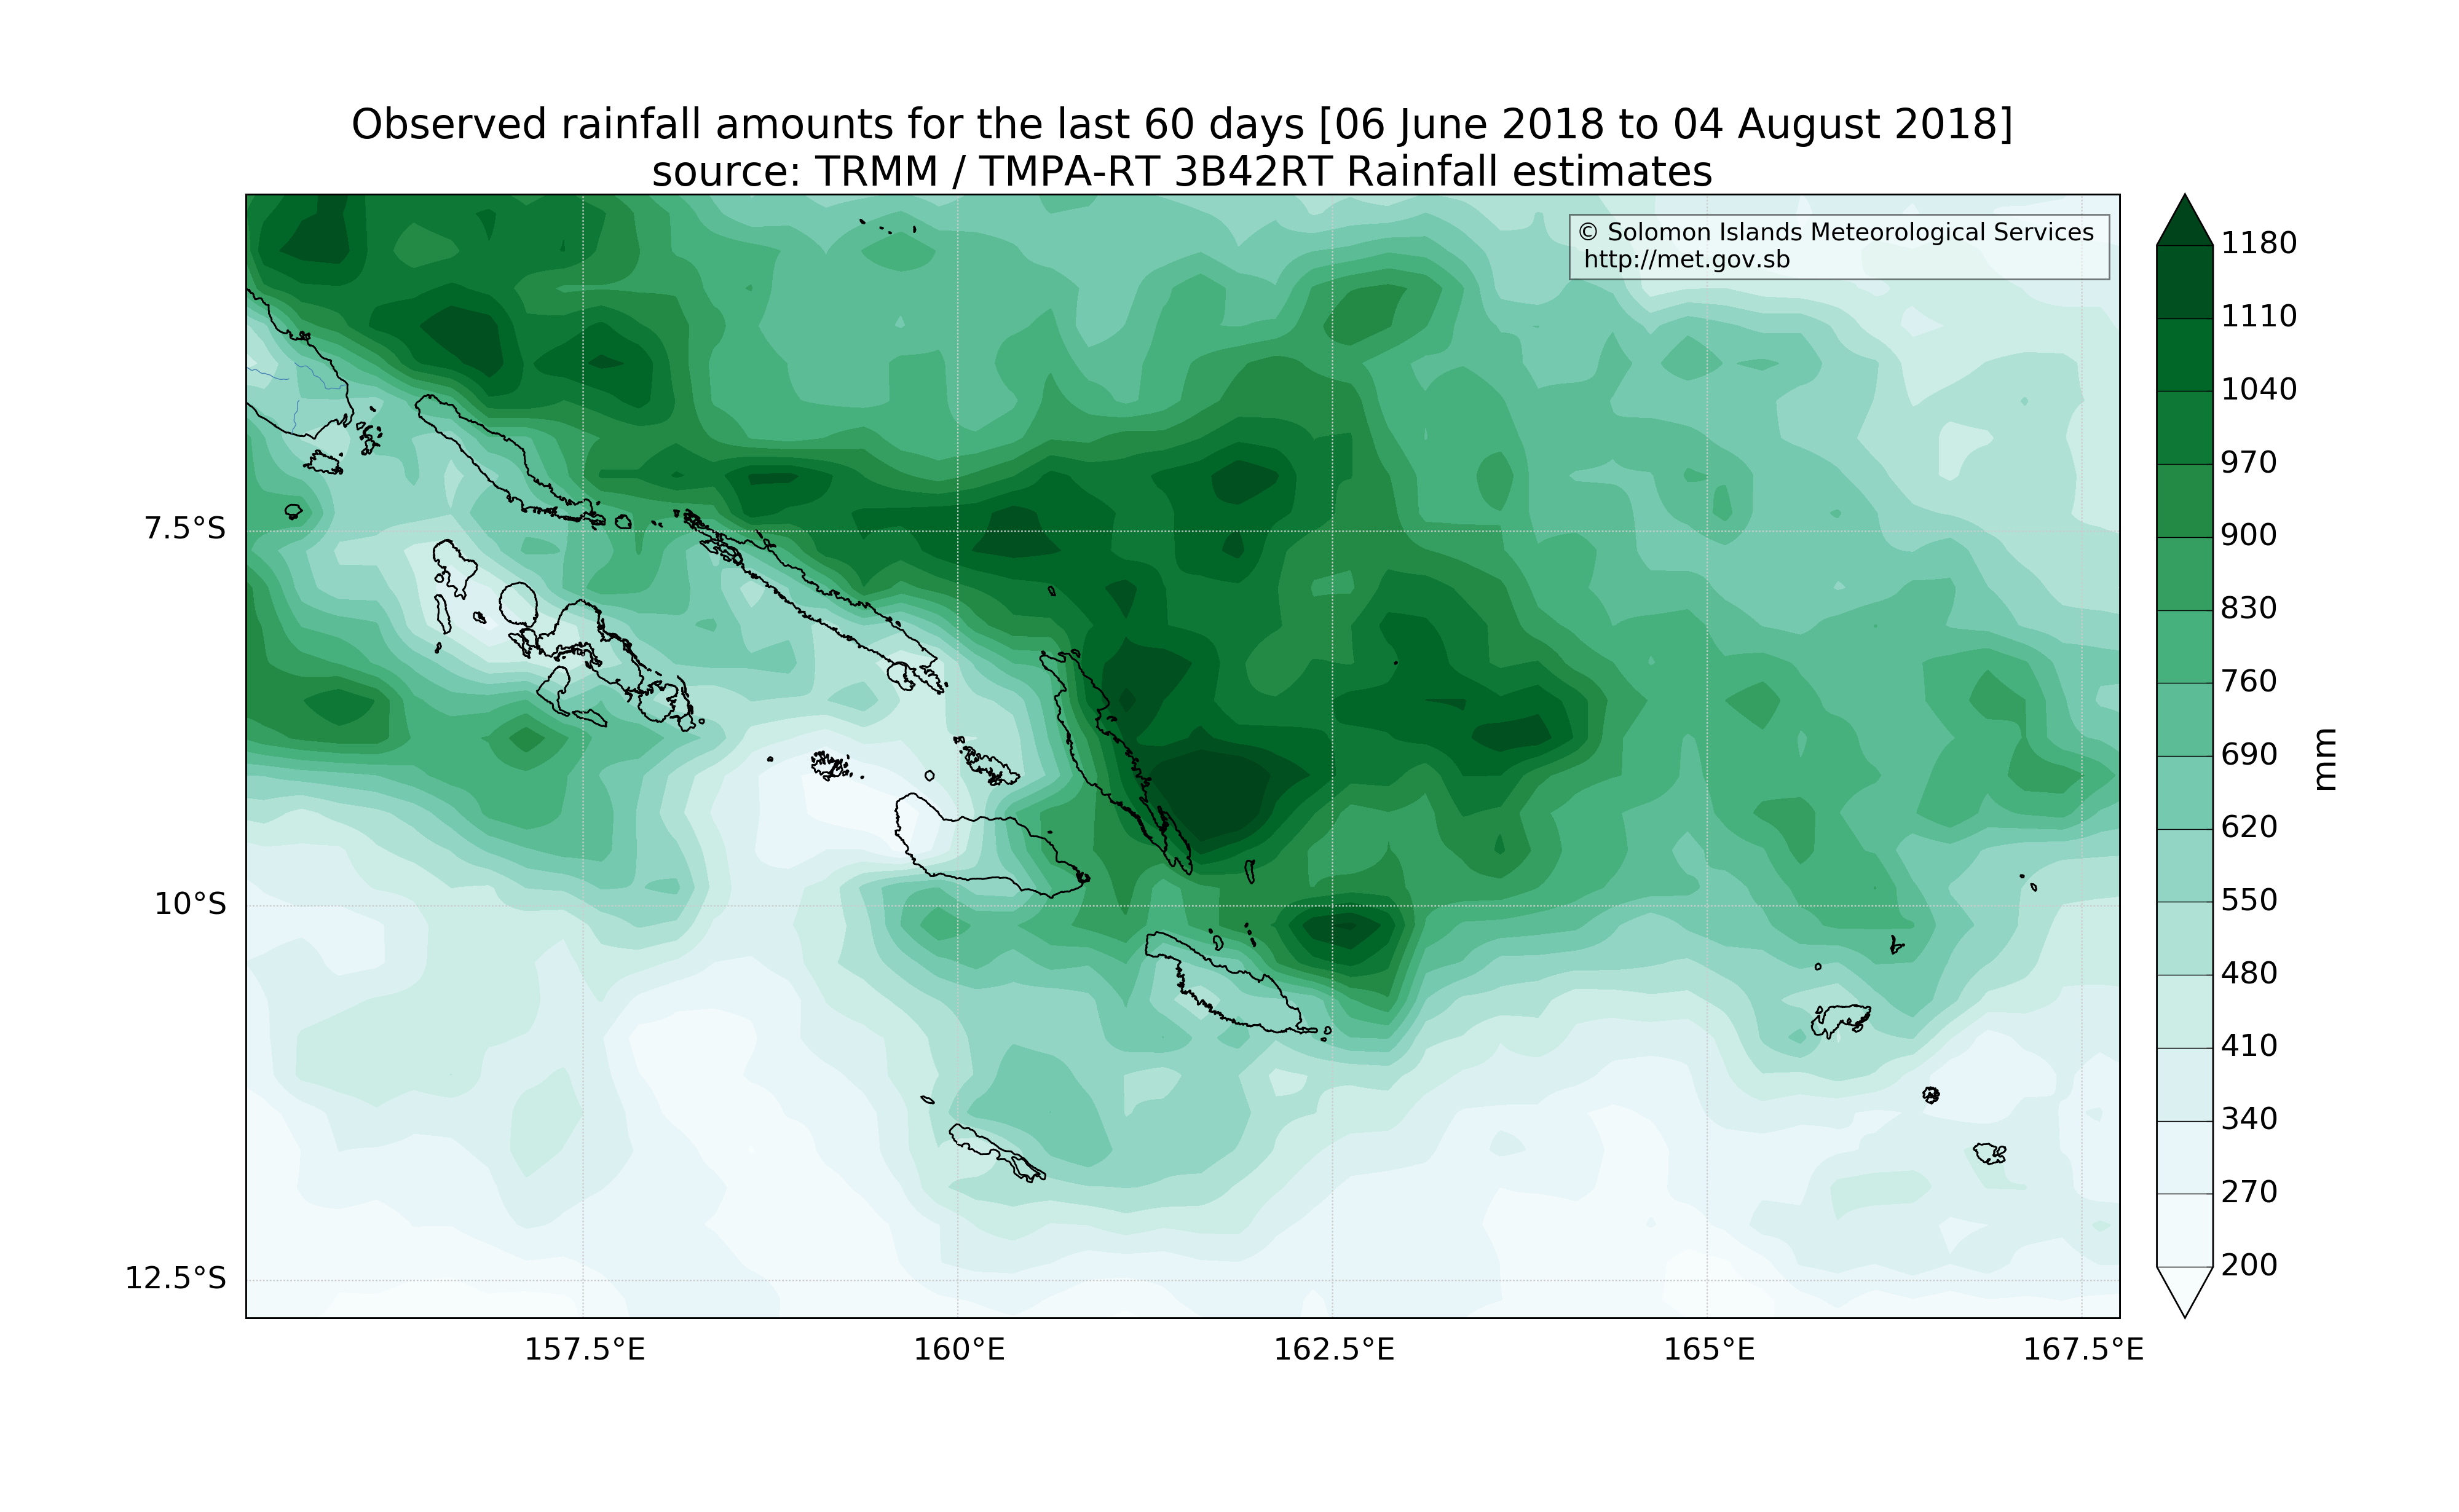 Observed rainfall amounts for the last 60 days [06 June 2018 to 04 August 2018]
source: TRMM / TMPA-RT 3B42RT Rainfall estimates
© Solomon Islands Meteorological Services
http://met.gov.sb
7.5°S
10°S
12.5°S
157.5°E
160°E
162.5°E
165°E
167.5°E
1180
1110
1040
970
900
830
760
690
620
550
480
410
340
270
200
mm